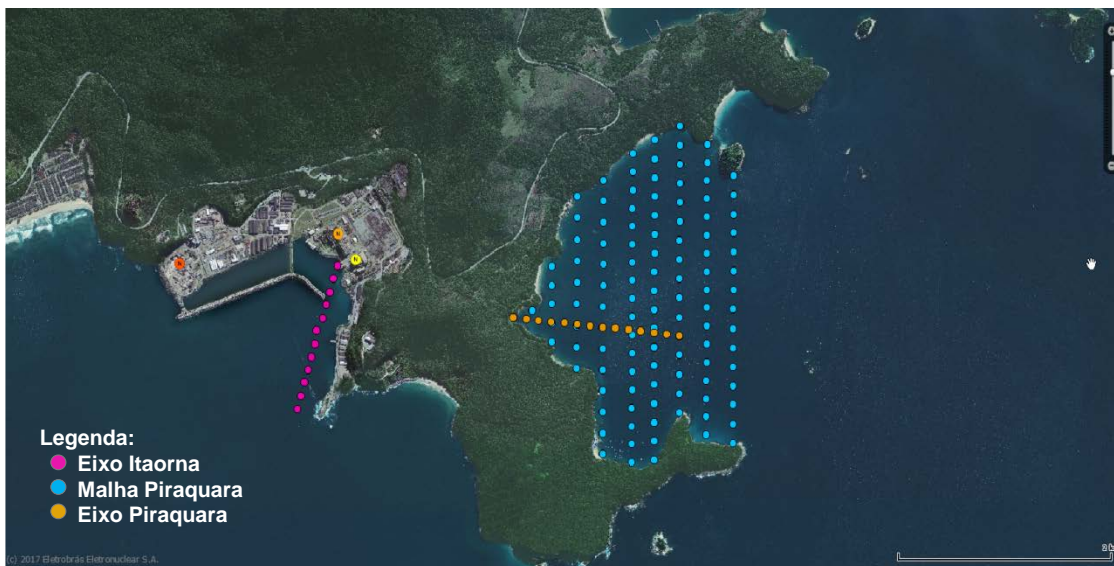 N
N
N
Legenda:
Eixo Itaorna
Malha Piraquara
Eixo Piraquara
(c) 2017 Eletrobrás Eletronuclear S.A.